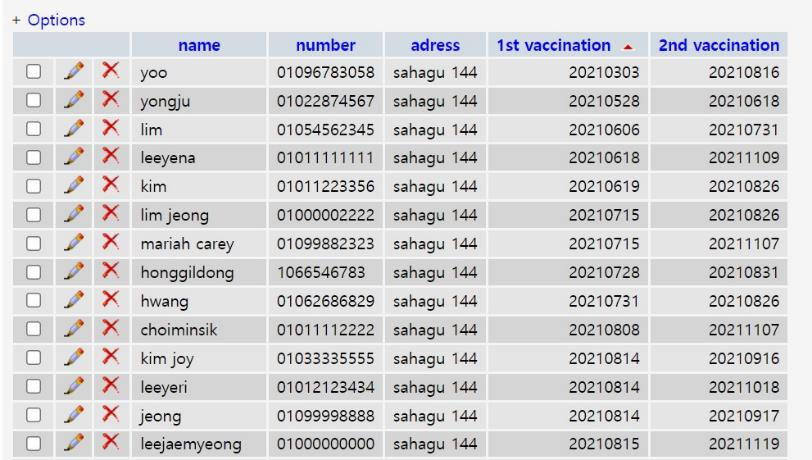 + Options
name number adress 1st vaccination 2nd vaccination
yoo 01096783058 sahagu 144 20210303 20210816
yongju 01022874567 sahagu 144 20210528 20210618
lim 01054562345 sahagu 144 20210606 20210731
leeyena 01011111111 sahagu 144 20210618 20211109
kim 01011223356 sahagu 144 20210619 20210826
lim jeong 01000002222 sahagu 144 20210715 20210826
mariah carey 01099882323 sahagu 144 20210715 20211107
honggildong 1066546783 sahagu 144 20210728 20210831
hwang 01062686829 sahagu 144 20210731 20210826
choiminsik 01011112222 sahagu 144 20210808 20211107
kim joy 01033335555 sahagu 144 20210814 20210916
leeyeri 01012123434 sahagu 144 20210814 20211018
jeong 01099998888 sahagu 144 20210814 20210917
leejaemyeong 01000000000 sahagu 144 20210815 20211119